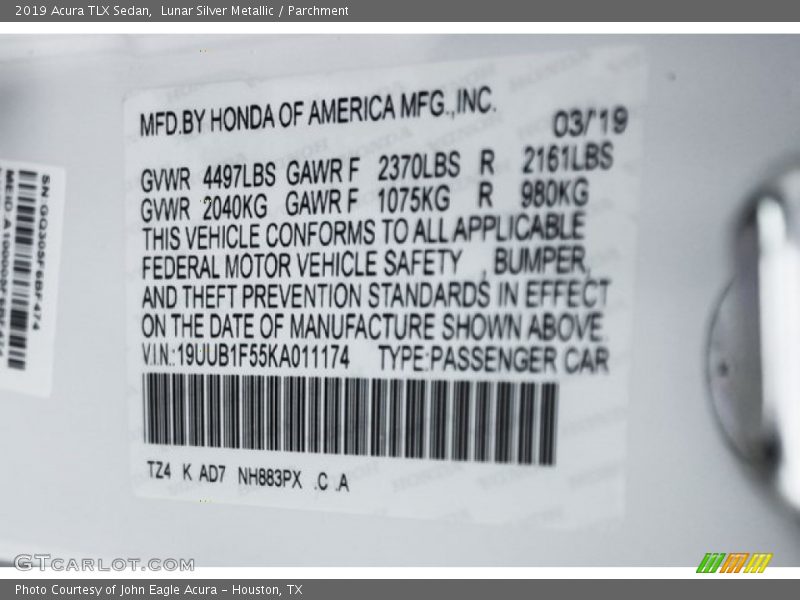 2019 Acura TLX Sedan,  Lunar Silver Metallic / Parchment
MFD.BY HONDA OF AMERICA MFG.,INC.
03/'19
GVWR 4497LBS GAWR F 2370LBS R 2161LBS
GVWR 2040KG GAWR F 1075KG R 980KG
THIS VEHICLE CONFORMS TO ALL APPLICABLE
FEDERAL MOTOR VEHICLE SAFETY , BUMPER,
AND THEFT PREVENTION STANDARDS IN EFFECT
ON THE DATE OF MANUFACTURE SHOWN ABOVE.
V.I.N.:19UUB1F55KA011174 TYPE:PASSENGER CAR
TZ4 K AD7 NH883PX .C .A
GTCARLOT.COM
Photo Courtesy of John Eagle Acura - Houston, TX